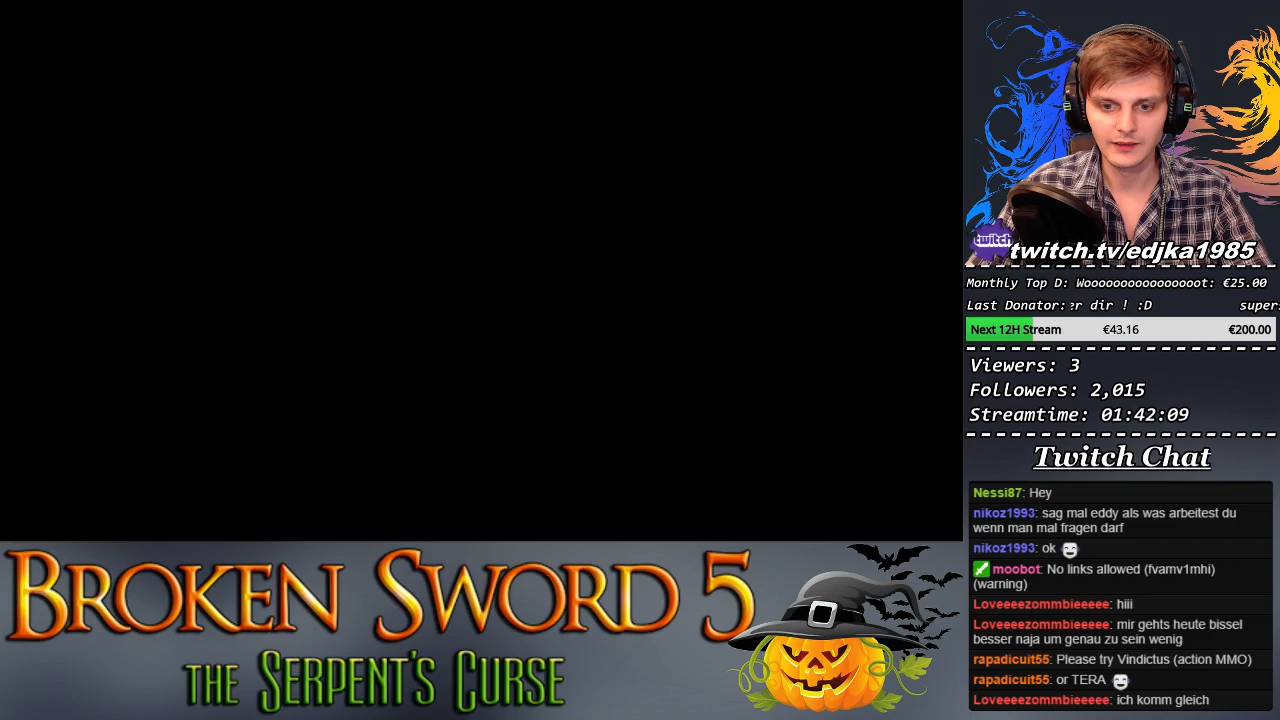 twitch
twitch.tv/edjka1985
Monthly Top D: Woooooooooooooooot: €25.00
Last Donator: er dir ! :D super
Next 12H Stream €43.16 €200.00
Viewers: 3
Followers: 2,015
Streamtime: 01:42:09
Twitch Chat
Nessi87: Hey
nikoz1993: sag mal eddy als was arbeitest du
wenn man mal fragen darf
nikoz1993: ok
moobot: No links allowed (fvamv1mhi)
(warning)
Loveeeezommbieeeee: hiii
Loveeeezommbieeeee: mir gehts heute bissel
besser naja um genau zu sein wenig
rapadicuit55: Please try Vindictus (action MMO)
rapadicuit55: or TERA
Loveeeezommbieeeee: ich komm gleich
BROKEN SWORD 5
THE SERPENT'S CURSE